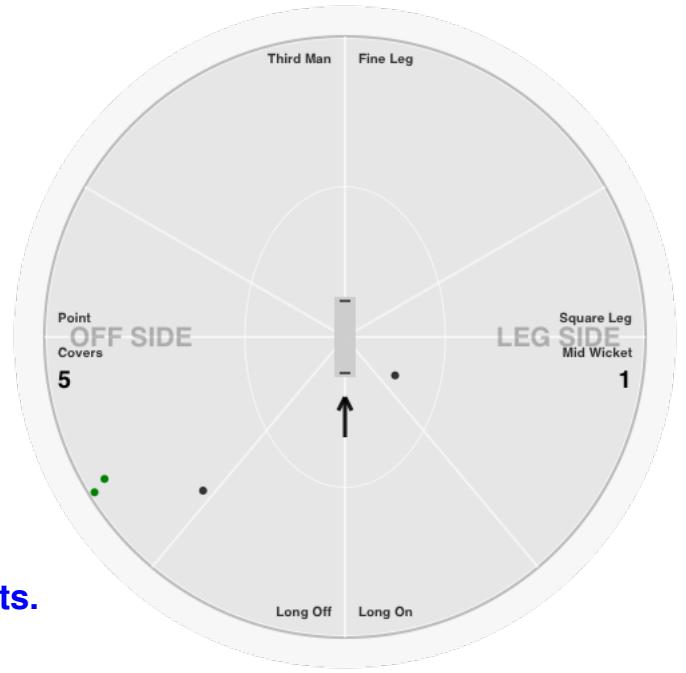 Third Man
Fine Leg
Point
Square Leg
OFF SIDE
LEG SIDE
Covers
Mid Wicket
5
1
ts.
Long Off
Long On